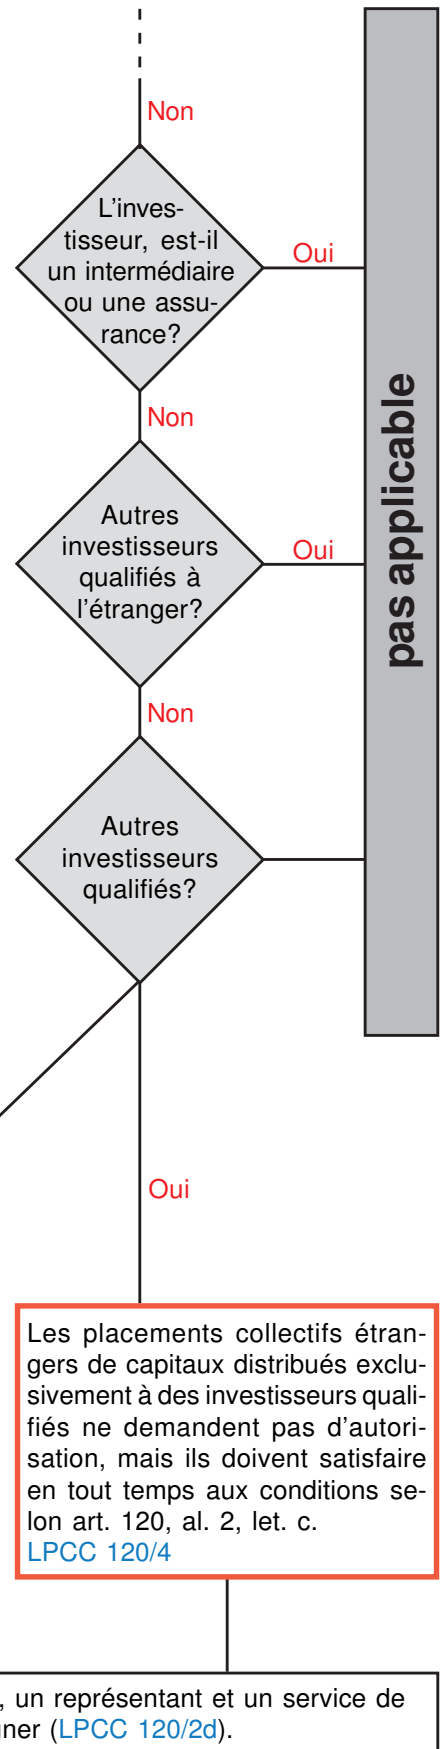 Non
L'inves-
tisseur, est-il
un intermédiaire
ou une assu-
rance?
Oui
pas applicable
Non
Autres
investisseurs
qualifiés à
l'étranger?
Oui
Non
Autres
investisseurs
qualifiés?
Oui
Les placements collectifs étran-
gers de capitaux distribués exclu-
sivement à des investisseurs quali-
fiés ne demandent pas d'autori-
sation, mais ils doivent satisfaire
en tout temps aux conditions se-
lon art. 120, al. 2, let. c.
LPCC 120/4
, un représentant et un service de
gner (LPCC 120/2d).